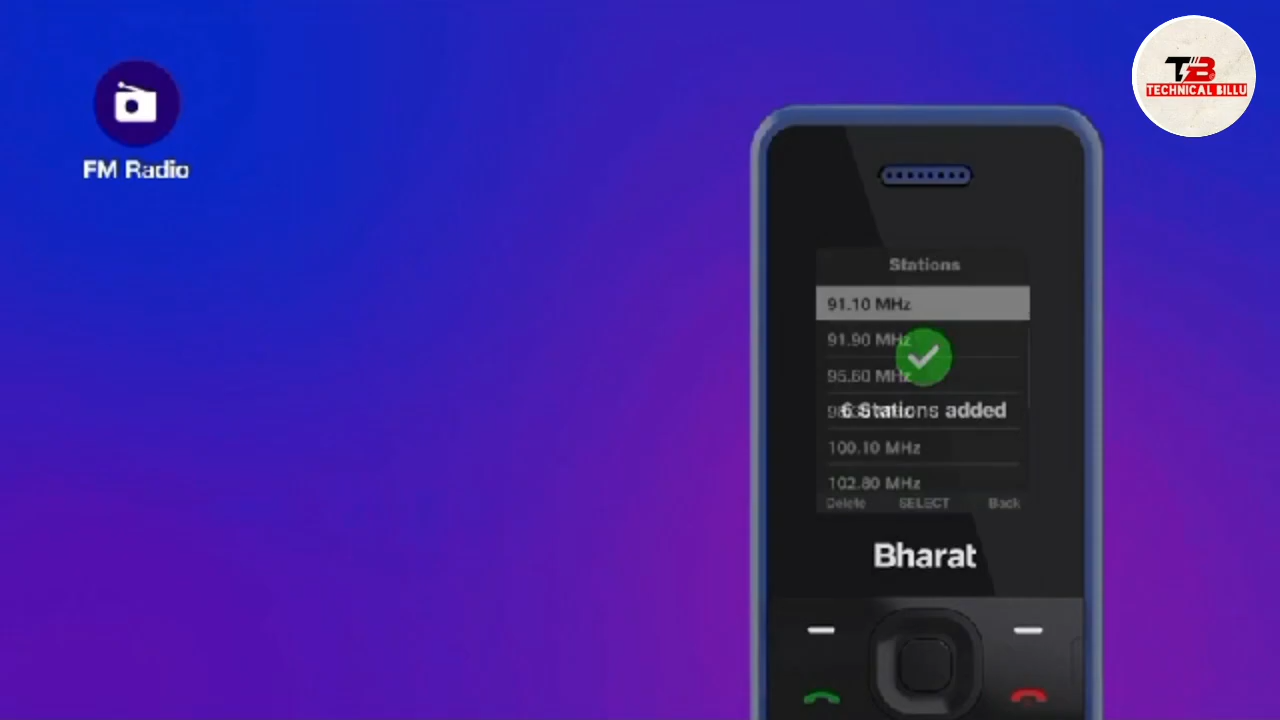 TB
TECHNICAL BILLU
FM Radio
Stations
91.10 MHz
91.90 MHz
95.60 MHz
6 Stations added
100.10 MHz
102.80 MHz
Delete SELECT Back
Bharat